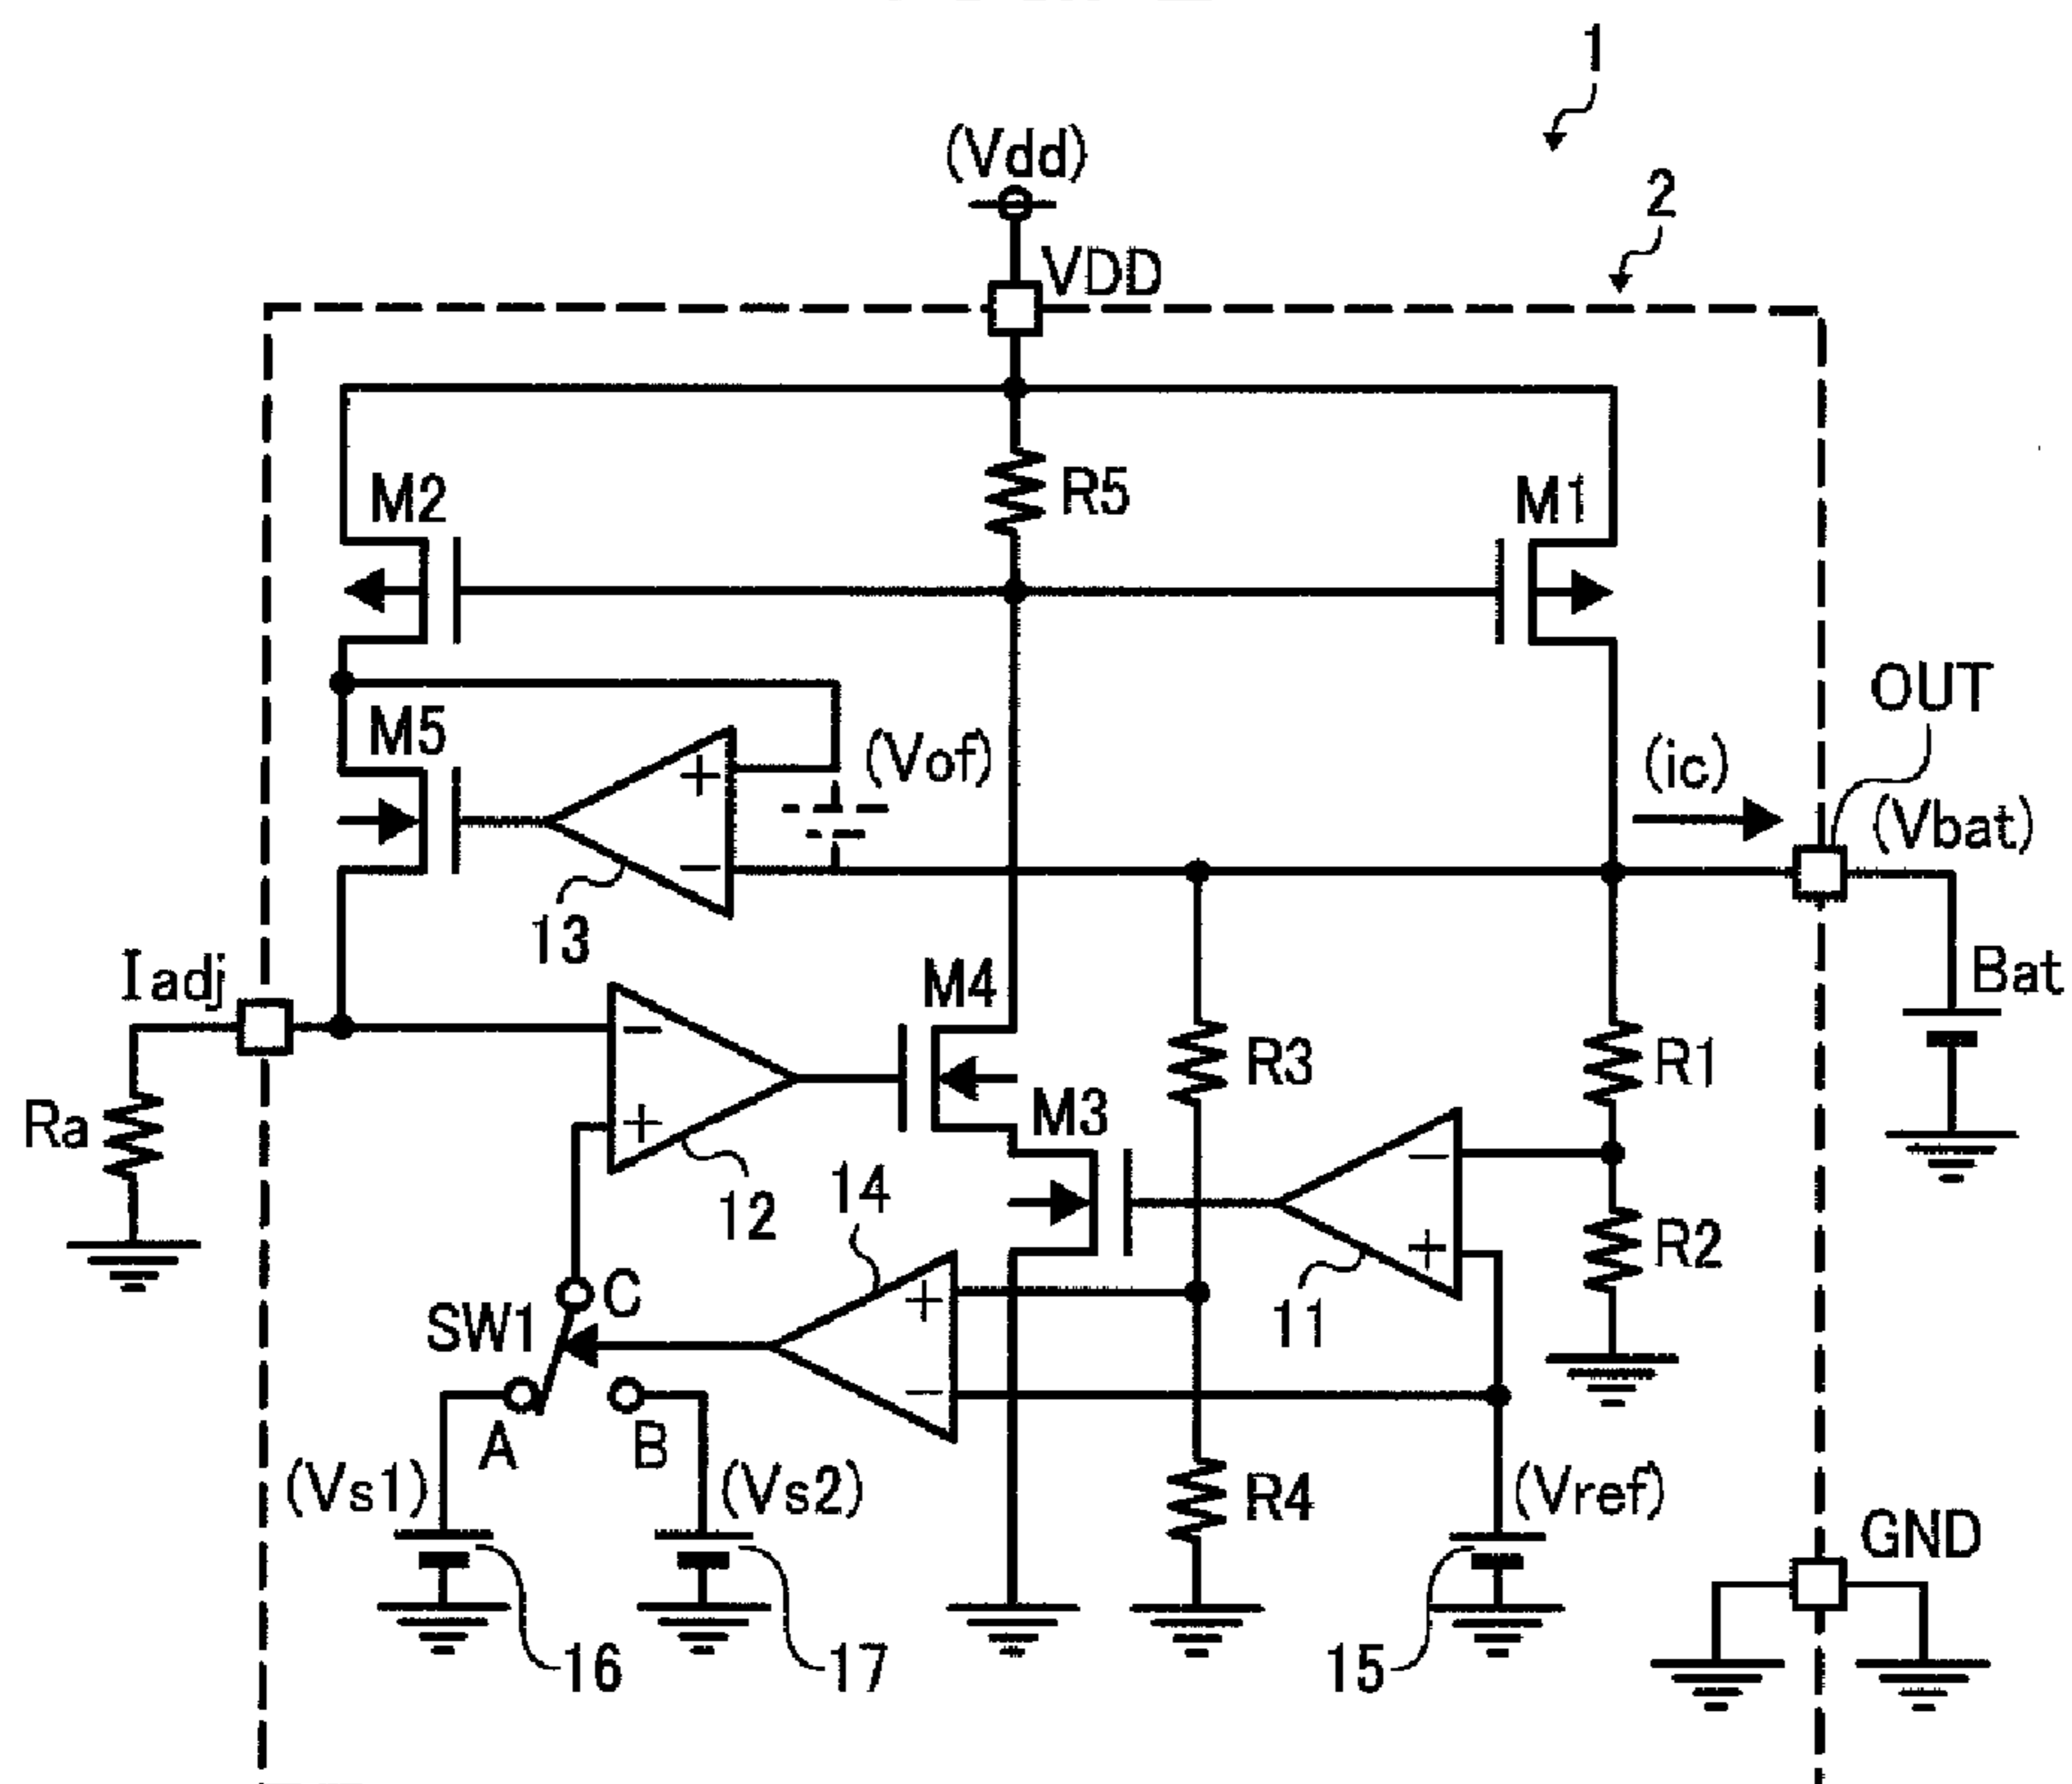 1
(Vdd)
2
VDD
M2
R5
M1
OUT
M5
+
(Vof)
(ic)
(Vbat)
−
13
Iadj
M4
Bat
−
R3
R1
Ra
+
M3
−
12
14
+
R2
C
+
11
SW1
−
A
B
(Vs1)
(Vs2)
R4
(Vref)
GND
16
17
15